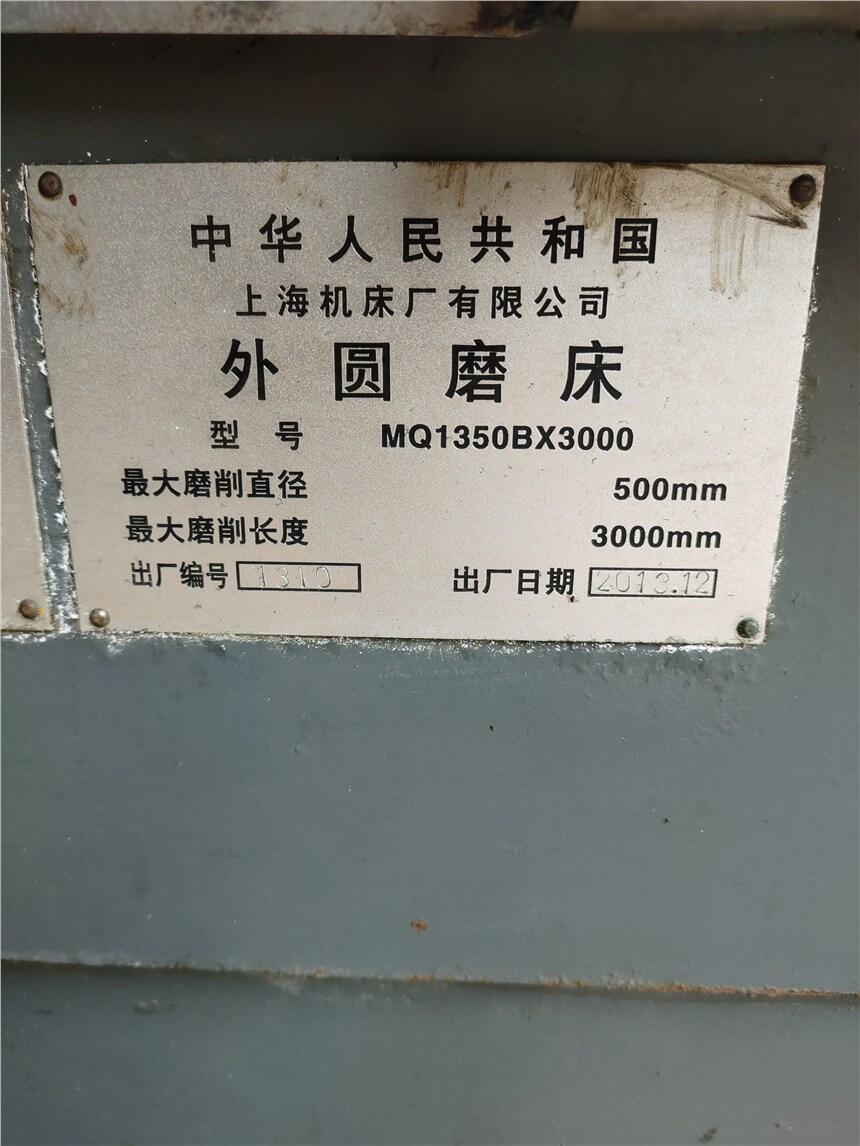 中华人民共和国
上海机床厂有限公司
外圆磨床
型号 MQ1350BX3000
最大磨削直径 500mm
最大磨削长度 3000mm
出厂编号 1310 出厂日期 2013.12